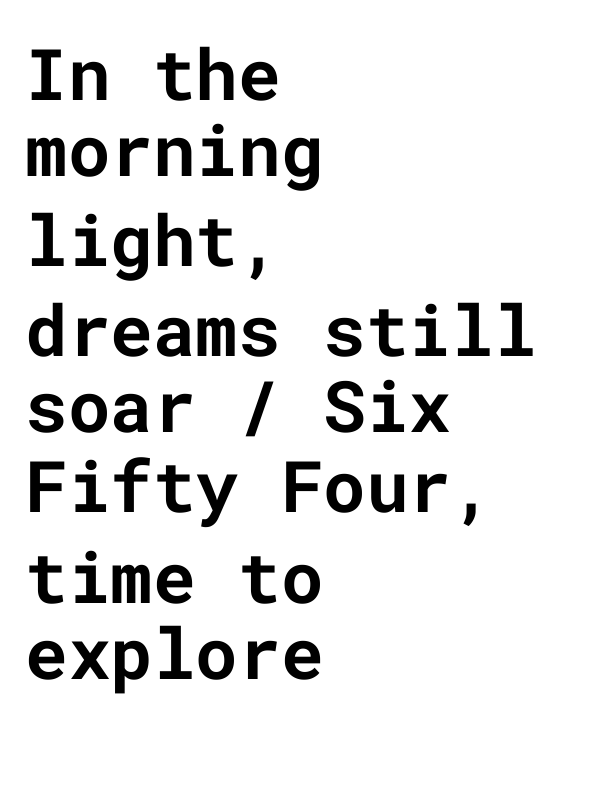 In the
morning
light,
dreams still
soar / Six
Fifty Four,
time to
explore